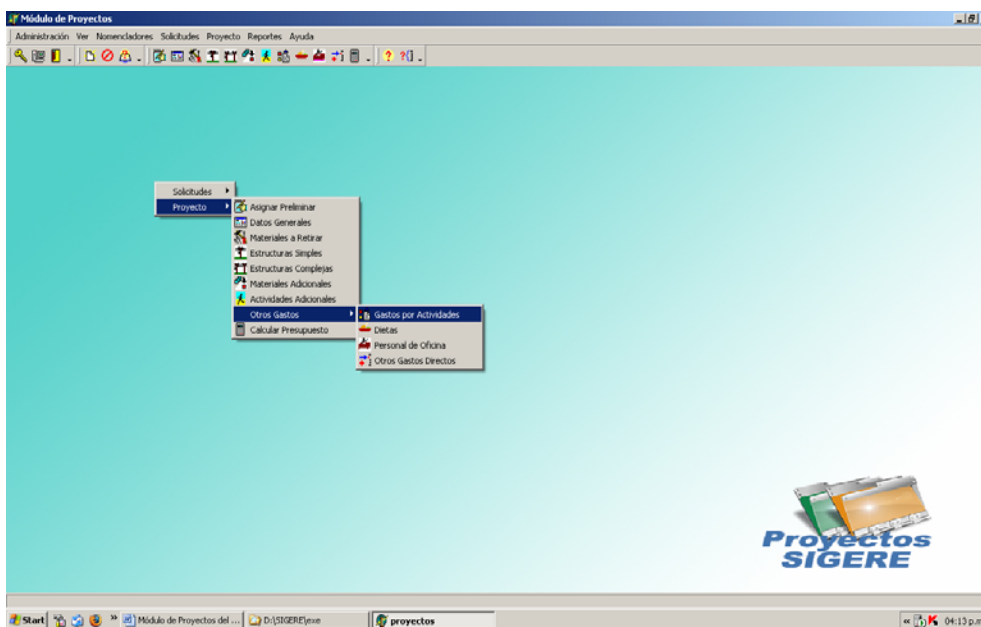 Módulo de Proyectos
Administración Ver Nomencladores Solicitudes Proyecto Reportes Ayuda
Solicitudes
Proyecto
Asignar Preliminar
Datos Generales
Materiales a Retirar
Estructuras Simples
Estructuras Complejas
Materiales Adicionales
Actividades Adicionales
Otros Gastos
Calcular Presupuesto
Gastos por Actividades
Dietas
Personal de Oficina
Otros Gastos Directos
Proyectos
SIGERE
Start
Módulo de Proyectos del ...
D:\SIGERE\exe
proyectos
04:13 p.m